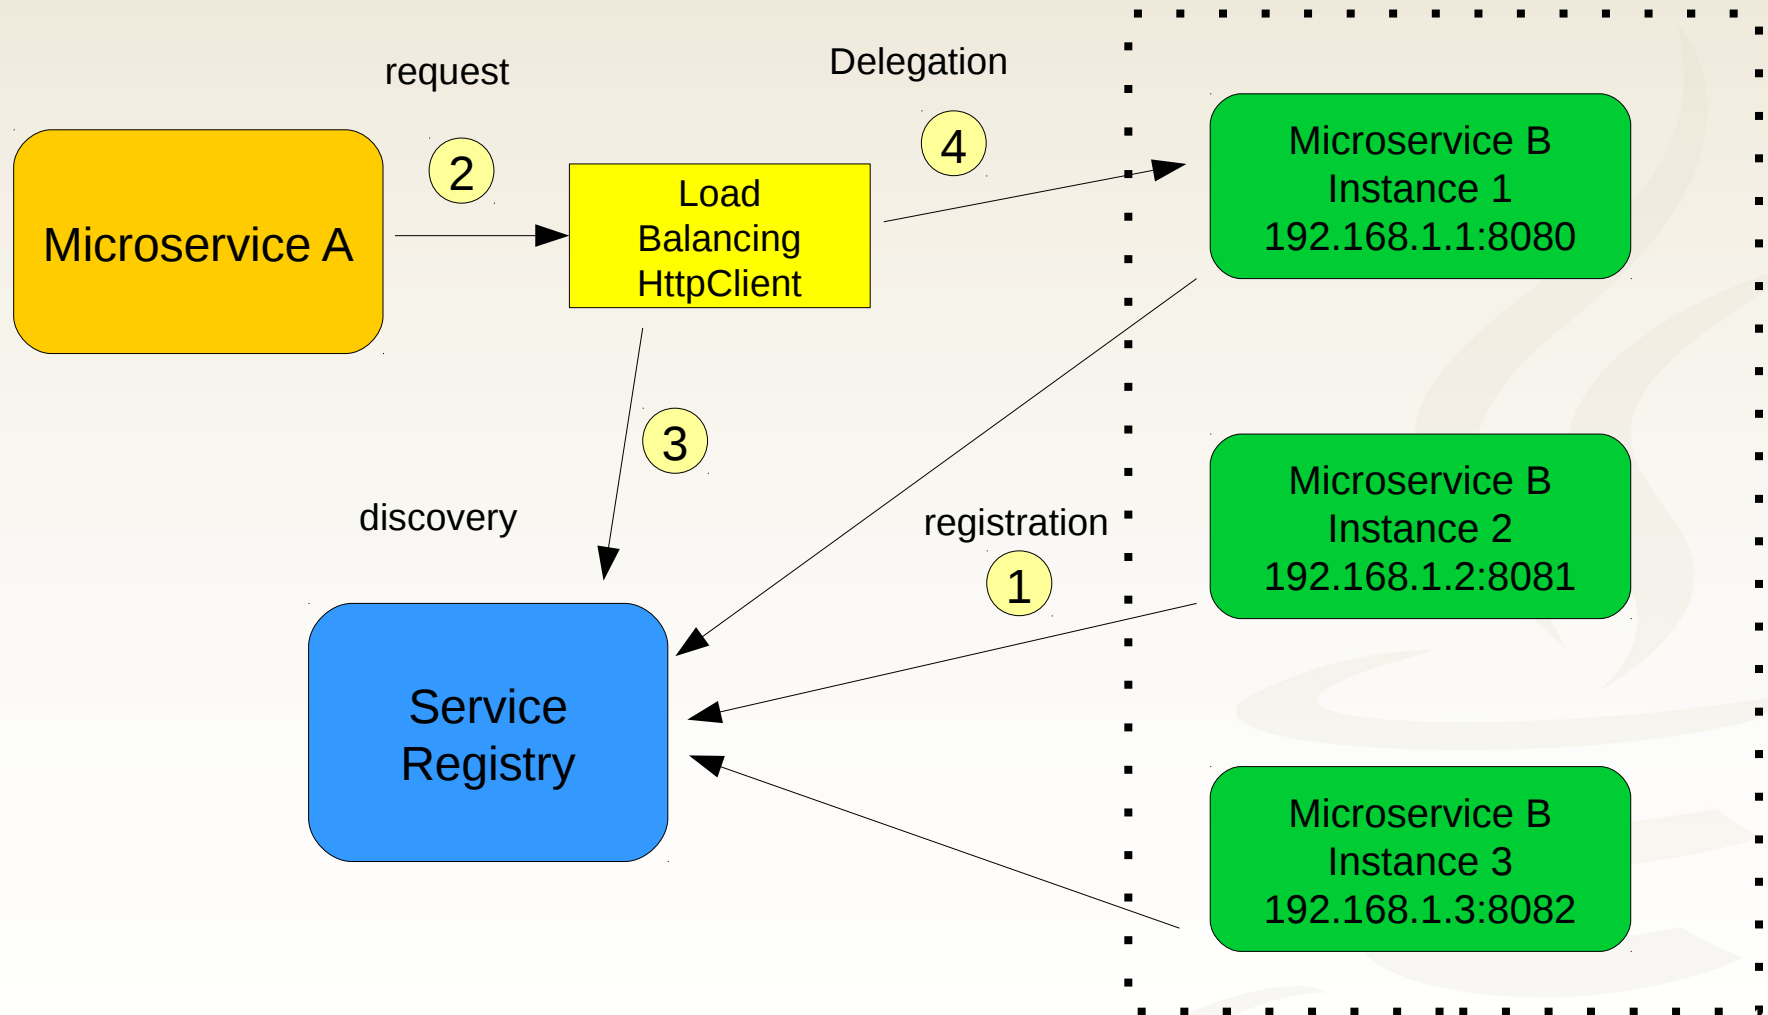 request
Delegation
2
4
Microservice A
Load
Balancing
HttpClient
Microservice B
Instance 1
192.168.1.1:8080
3
discovery
registration
1
Microservice B
Instance 2
192.168.1.2:8081
Service
Registry
Microservice B
Instance 3
192.168.1.3:8082